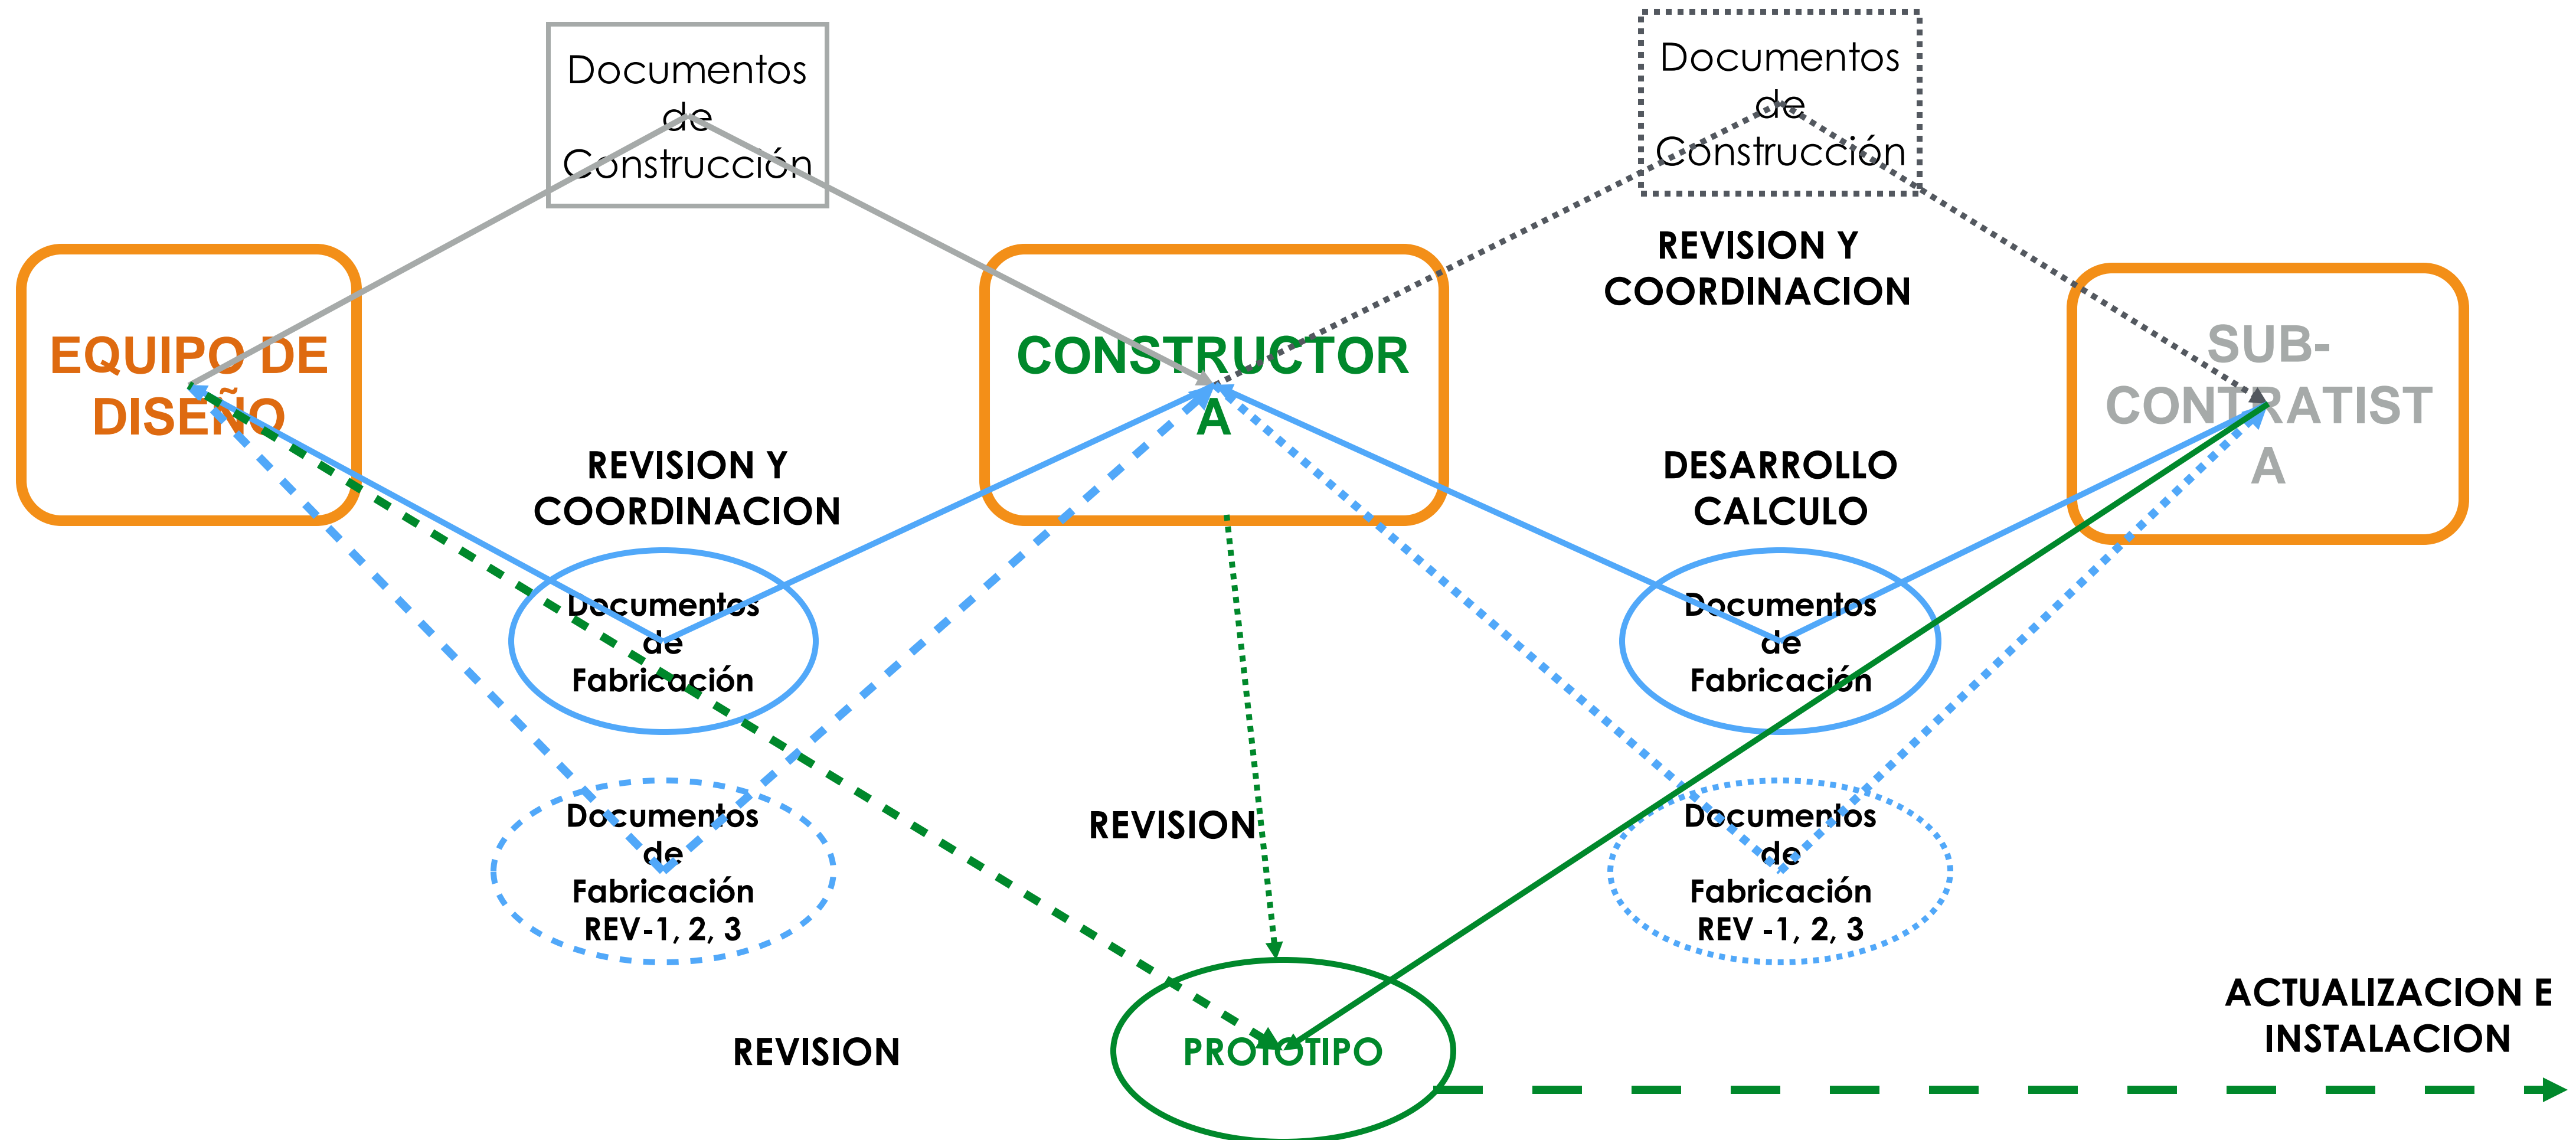 Documentos
de
Construcción
Documentos
de
Construcción
REVISION Y
COORDINACION
EQUIPO DE
DISEÑO
CONSTRUCTOR
A
SUB-
CONTRATIST
A
REVISION Y
COORDINACION
DESARROLLO
CALCULO
Documentos
de
Fabricación
Documentos
de
Fabricación
Documentos
de
Fabricación
REV-1, 2, 3
REVISION
Documentos
de
Fabricación
REV -1, 2, 3
REVISION
PROTOTIPO
ACTUALIZACION E
INSTALACION